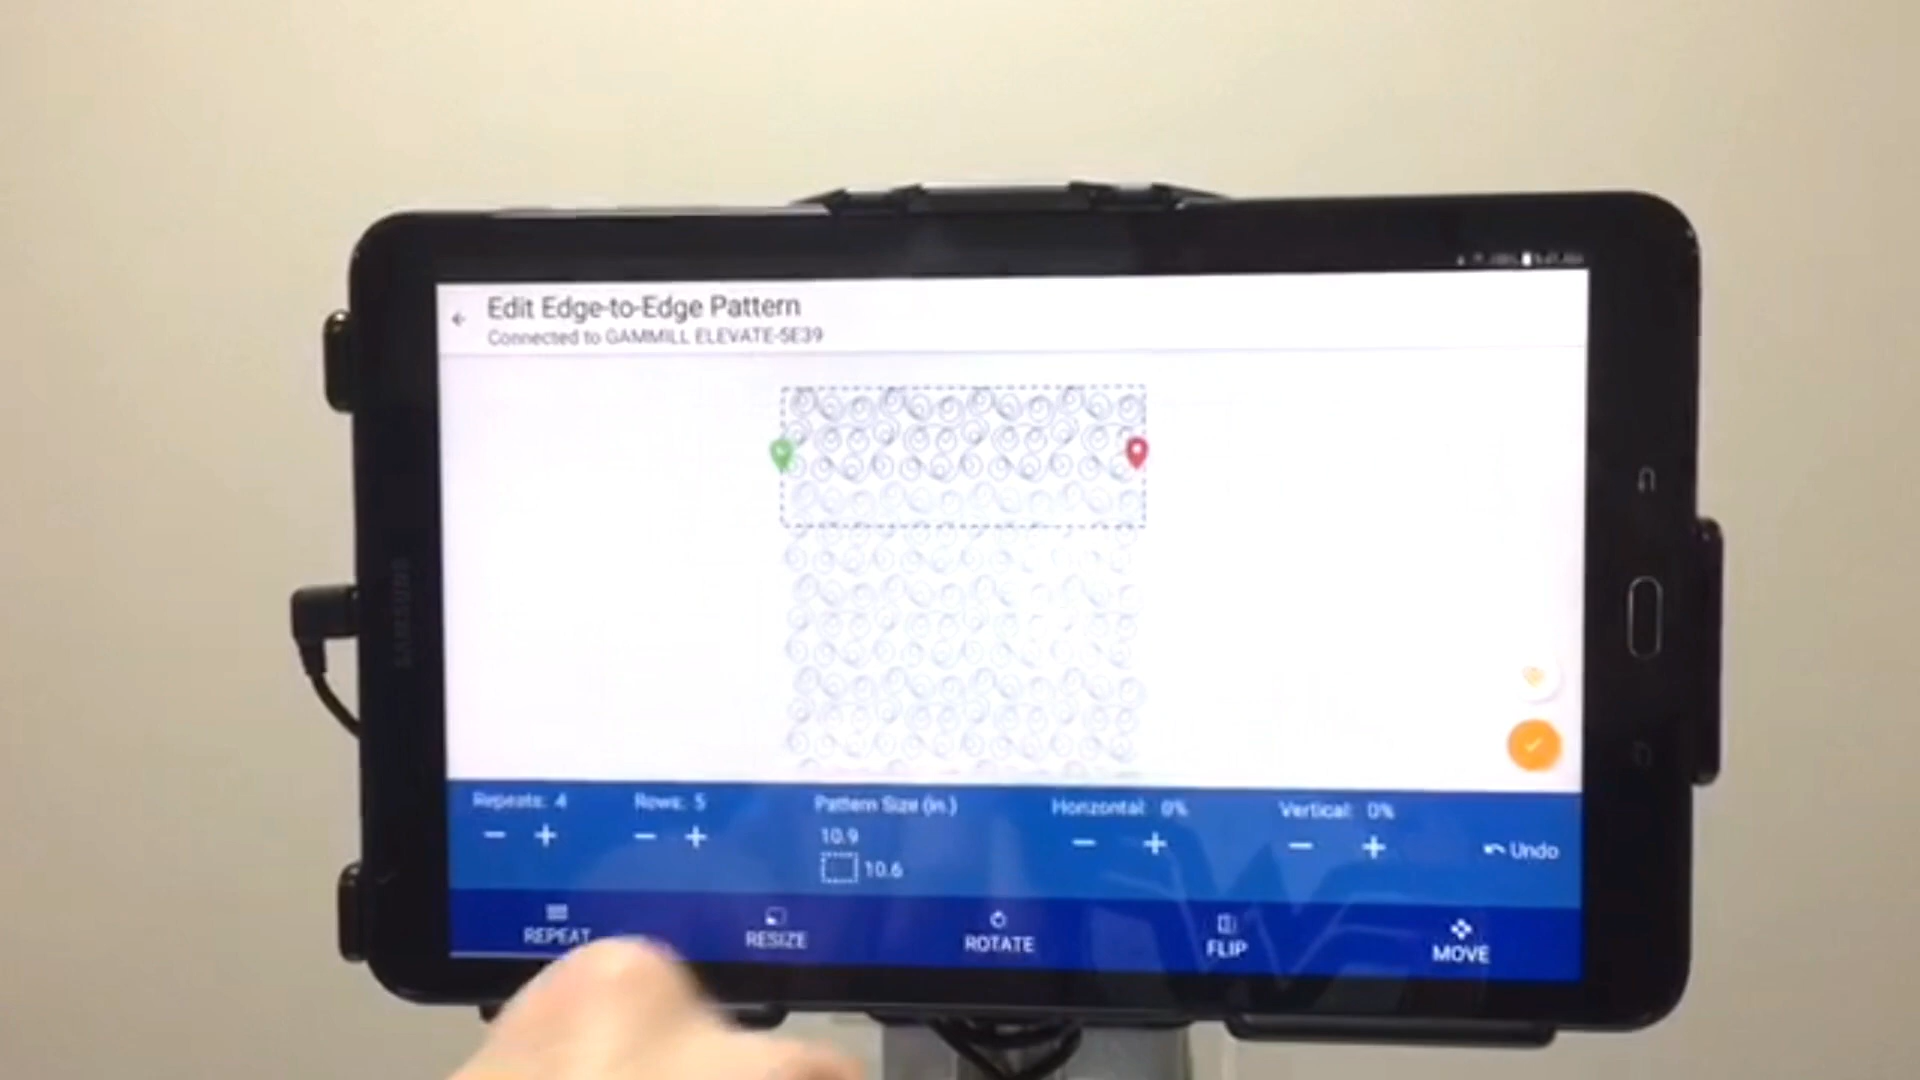 Edit Edge-to-Edge Pattern
Connected to GAMMILL ELEVATE-5E39
SAMSUNG
Repeats: 4
Rows: 5
Pattern Size (in.)
10.9
10.6
Horizontal: 0%
Vertical: 0%
Undo
REPEAT
RESIZE
ROTATE
FLIP
MOVE